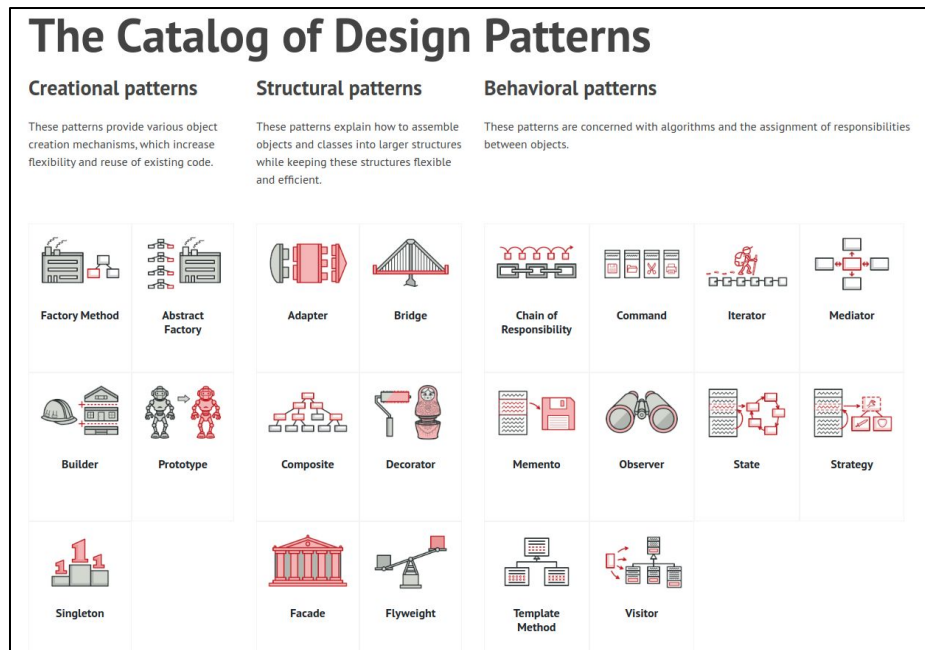 The Catalog of Design Patterns
Creational patterns
These patterns provide various object
creation mechanisms, which increase
flexibility and reuse of existing code.
Structural patterns
These patterns explain how to assemble
objects and classes into larger structures
while keeping these structures flexible
and efficient.
Behavioral patterns
These patterns are concerned with algorithms and the assignment of responsibilities
between objects.
Factory Method
Abstract
Factory
Adapter
Bridge
Chain of
Responsibility
Command
Iterator
Mediator
Builder
Prototype
Composite
Decorator
Memento
Observer
State
Strategy
1
1
1
Singleton
Facade
Flyweight
Template
Method
Visitor